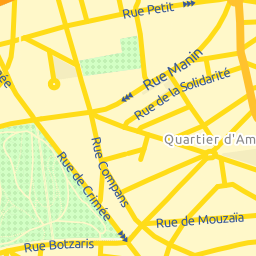 Rue Petit
Rue Manin
Rue de la Solidarité
Quartier d'Am
Rue Compans
Rue de Crimée
Rue de Mouzaïa
Rue Botzaris